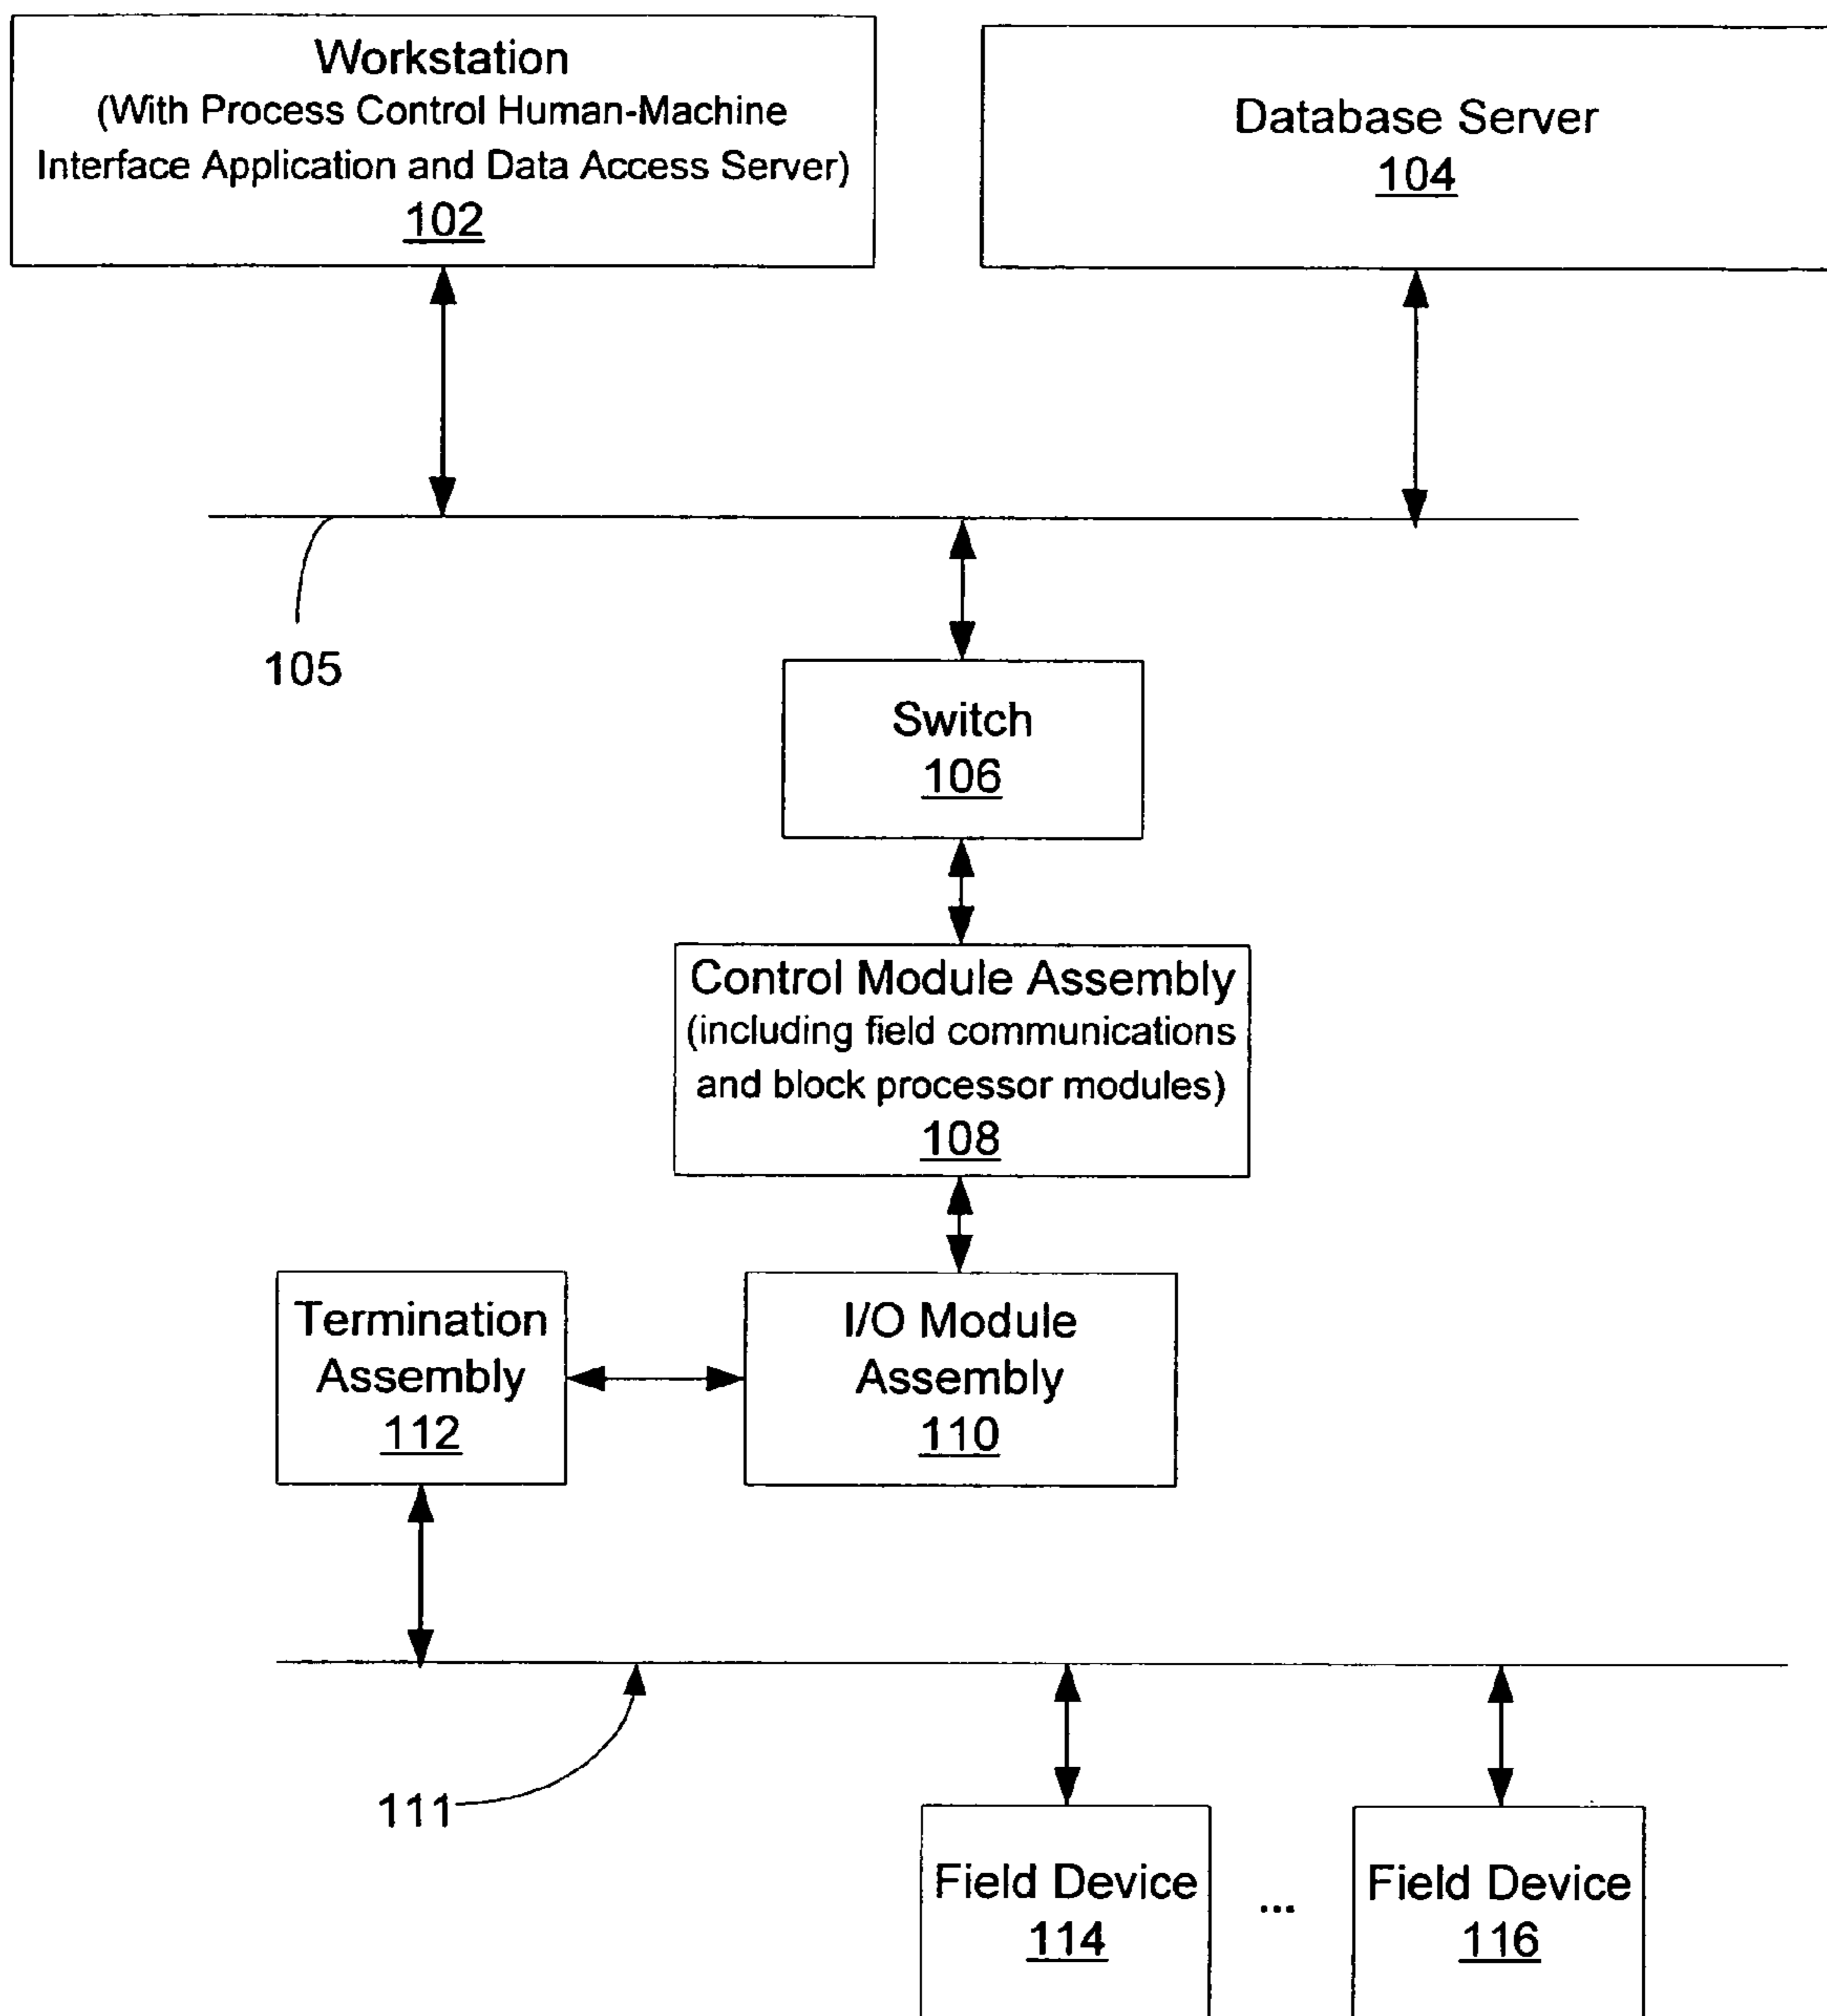 Workstation
(With Process Control Human-Machine
Interface Application and Data Access Server)
102
Database Server
104
105
Switch
106
Control Module Assembly
(including field communications
and block processor modules)
108
Termination
Assembly
112
I/O Module
Assembly
110
111
Field Device
114
...
Field Device
116